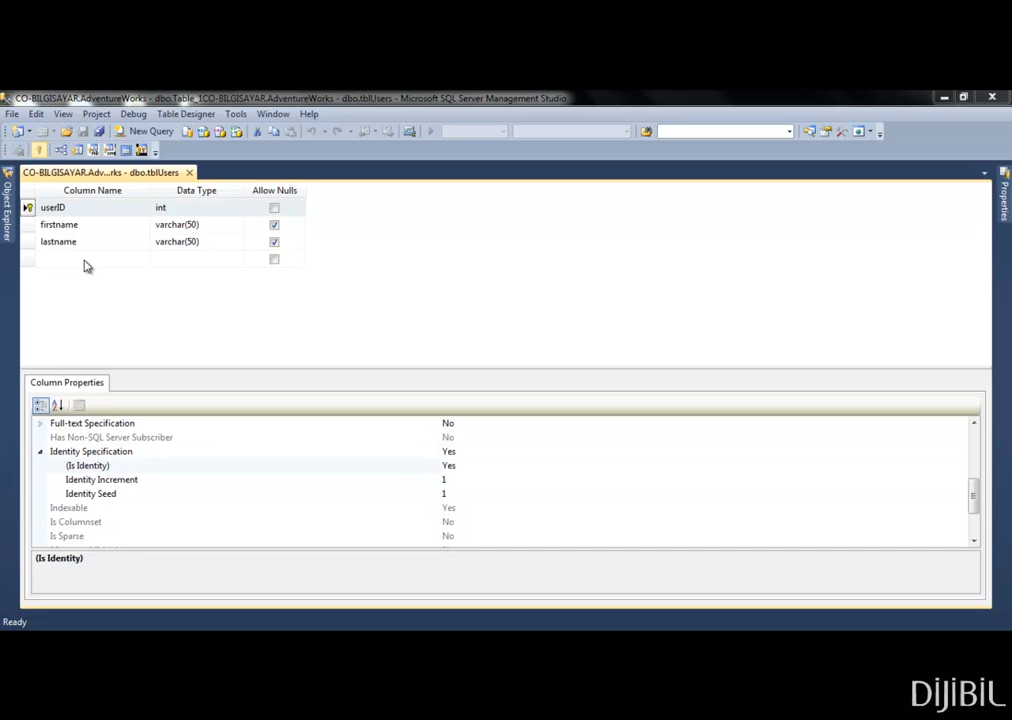 CO-BILGISAYAR.AdventureWorks - dbo.Table_1CO-BILGISAYAR.AdventureWorks - dbo.tblUsers - Microsoft SQL Server Management Studio
File Edit View Project Debug Table Designer Tools Window Help
New Query
CO-BILGISAYAR.Adv...rks - dbo.tblUsers
Object Explorer
Properties
Column Name Data Type Allow Nulls
userID int
firstname varchar(50)
lastname varchar(50)
Column Properties
Full-text Specification No
Has Non-SQL Server Subscriber No
Identity Specification Yes
(Is Identity) Yes
Identity Increment 1
Identity Seed 1
Indexable Yes
Is Columnset No
Is Sparse No
(Is Identity)
Ready
DIJIBIL